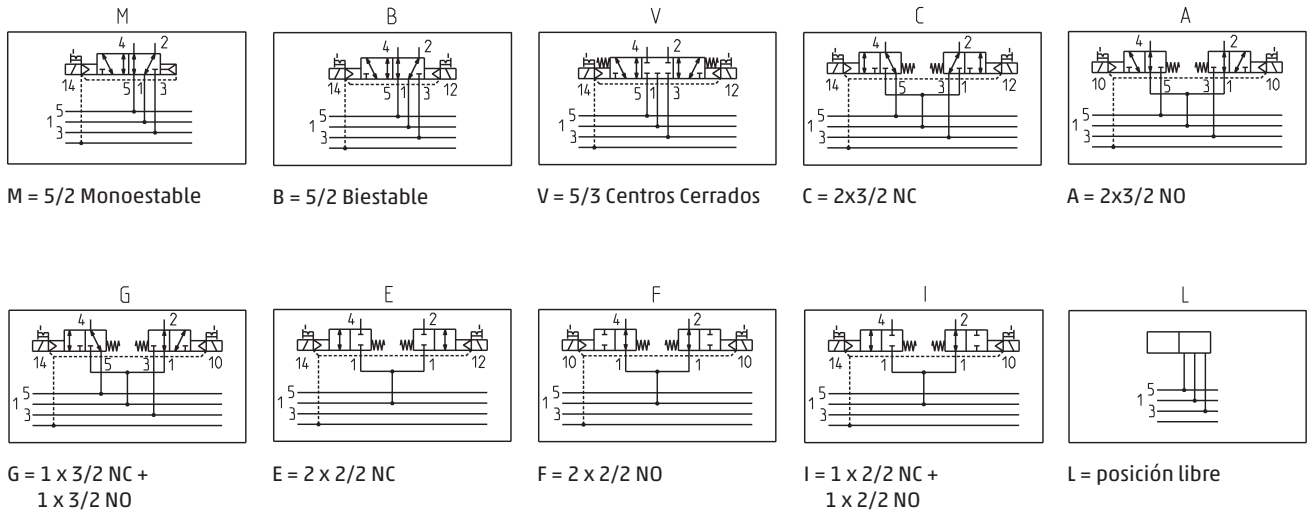 M B V C A
4 2
14 5 1 3
5
1
3
4 2
14 5 1 3 12
5
1
3
4 2
14 5 1 3 12
5
1
3
4 2
14 5 3 1 12
5
1
3
4 2
10 5 3 1 10
5
1
3
M = 5/2 Monoestable
B = 5/2 Biestable
V = 5/3 Centros Cerrados
C = 2x3/2 NC
A = 2x3/2 NO
G E F I L
4 2
14 5 3 1 10
5
1
3
4 2
14 1 1 12
5
1
3
4 2
10 1 1 10
5
1
3
4 2
14 1 1 10
5
1
3
5
1
3
G = 1 x 3/2 NC +
1 x 3/2 NO
E = 2 x 2/2 NC
F = 2 x 2/2 NO
I = 1 x 2/2 NC +
1 x 2/2 NO
L = posición libre